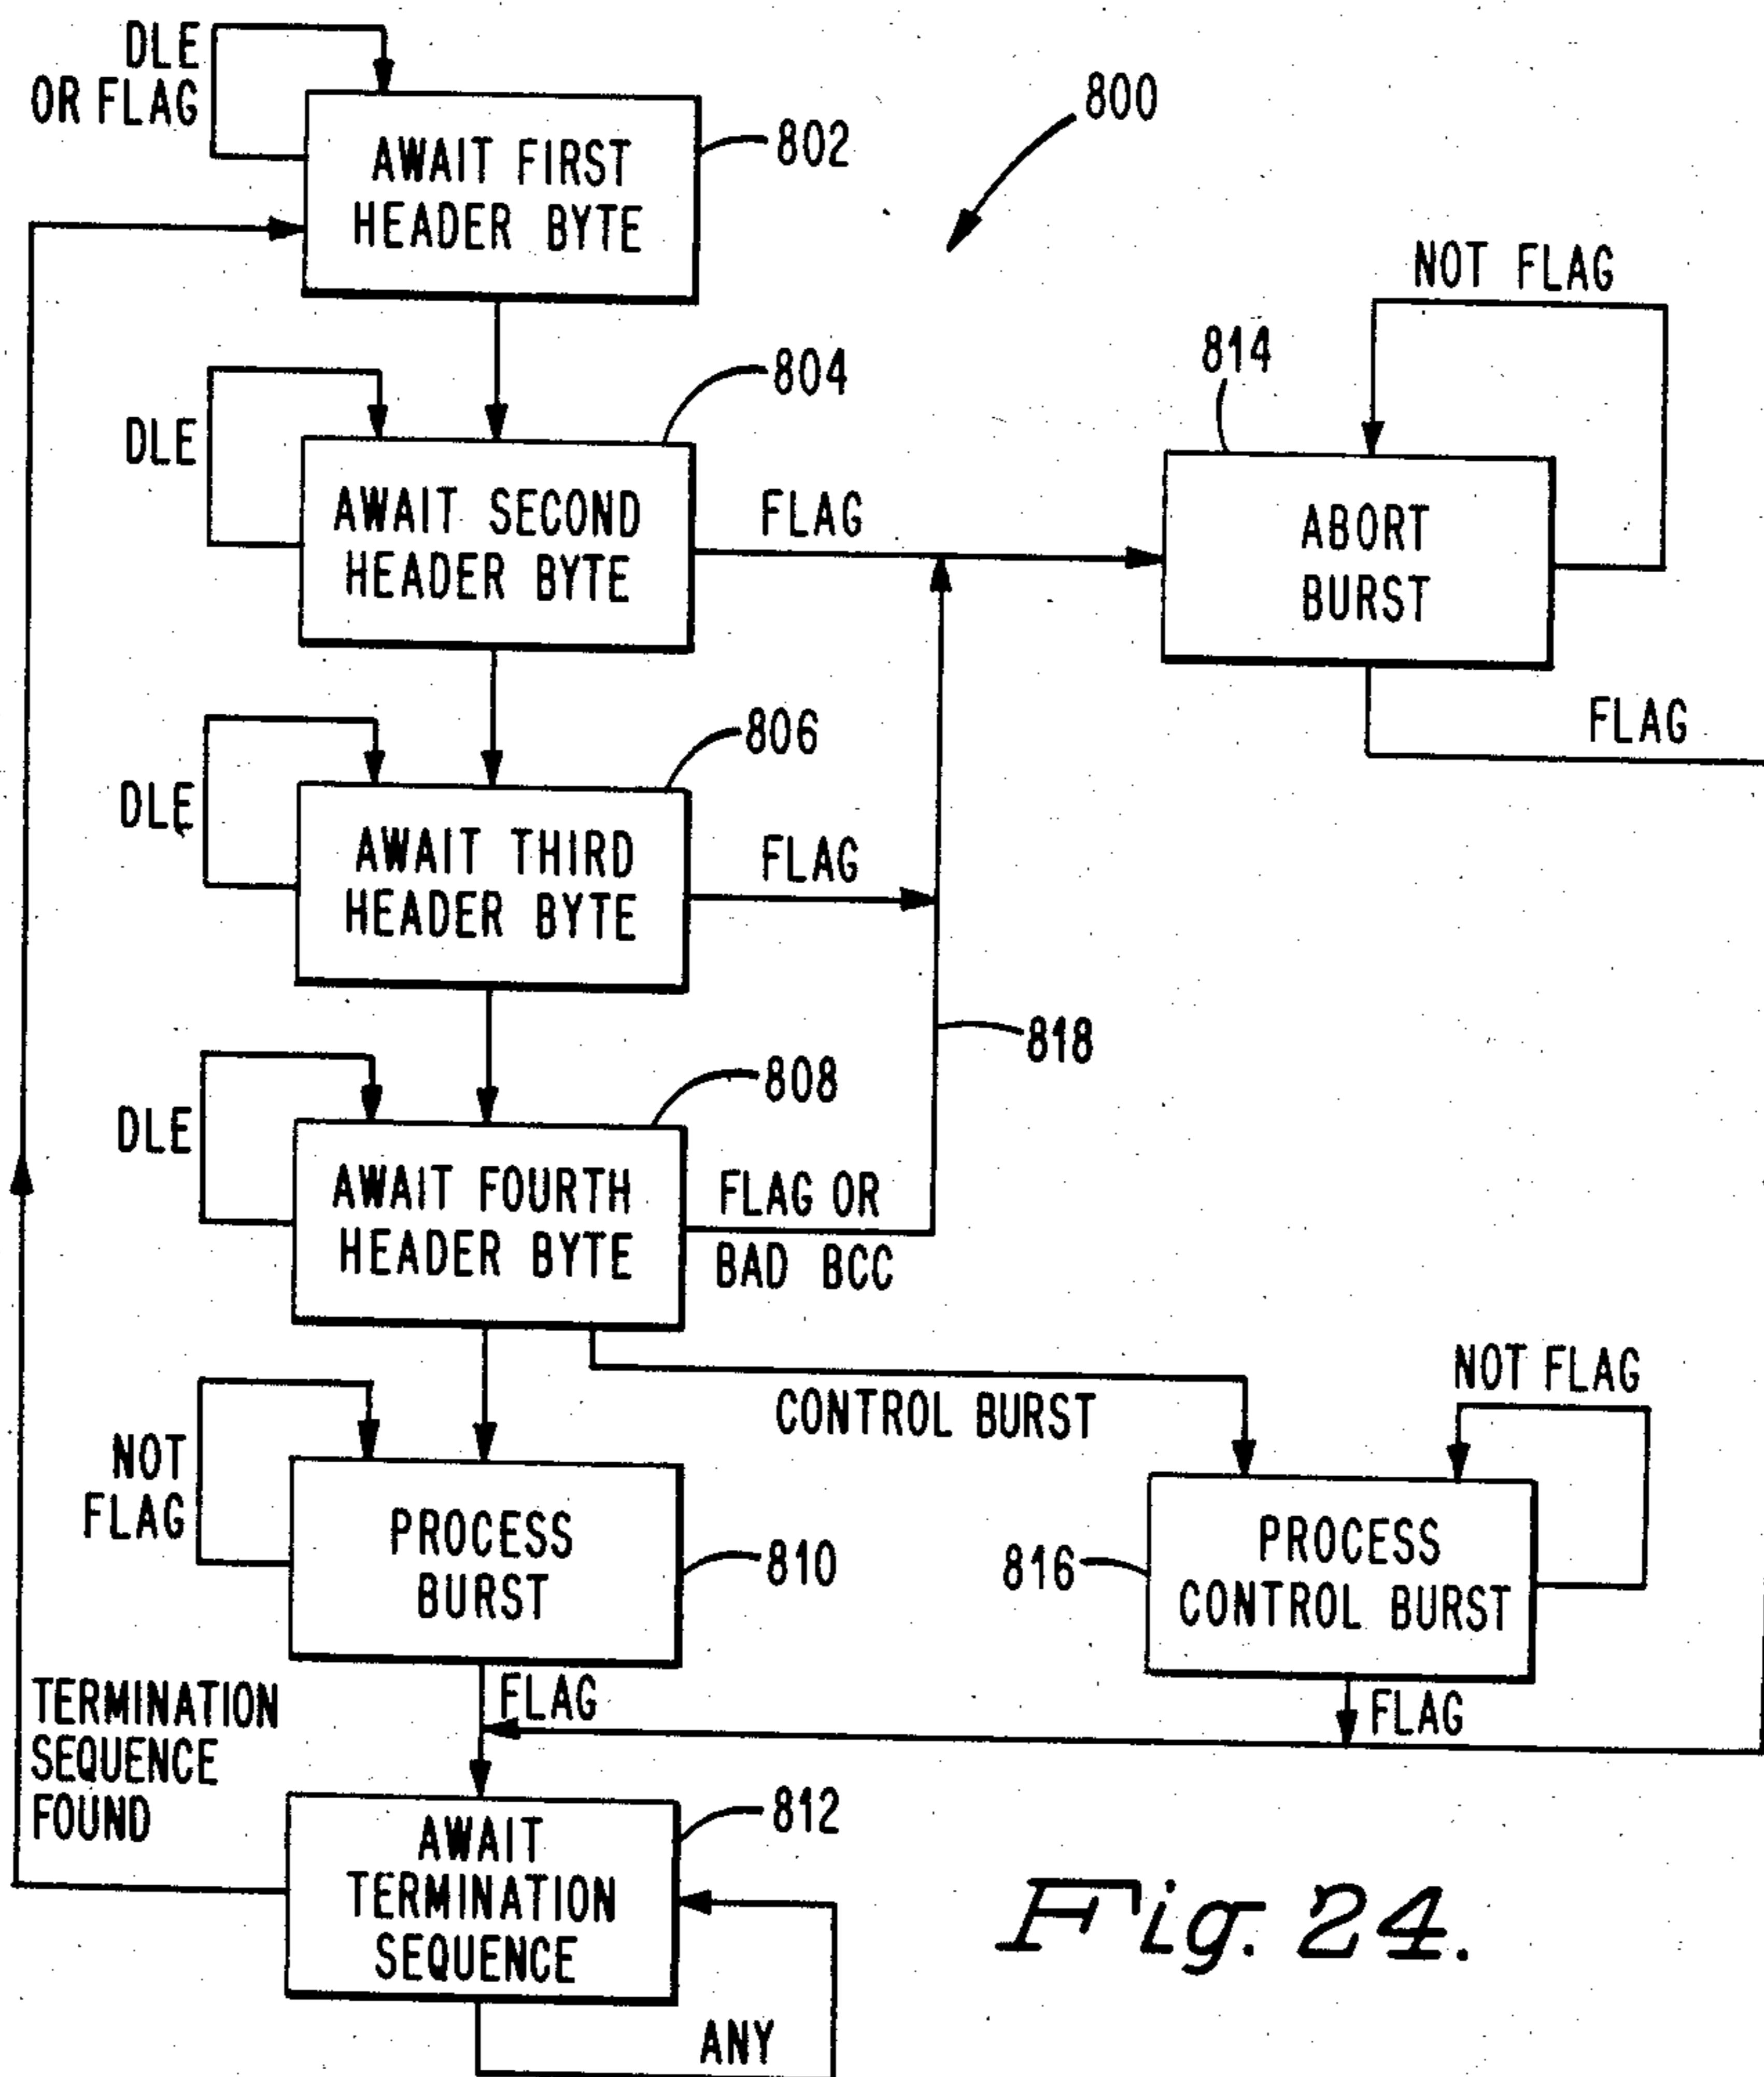 DLE
OR FLAG
AWAIT FIRST
HEADER BYTE
802
800
NOT FLAG
814
804
DLE
AWAIT SECOND
HEADER BYTE
FLAG
ABORT
BURST
FLAG
806
DLE
AWAIT THIRD
HEADER BYTE
FLAG
818
808
DLE
AWAIT FOURTH
HEADER BYTE
FLAG OR
BAD BCC
CONTROL BURST
NOT FLAG
NOT
FLAG
PROCESS
BURST
810
816
PROCESS
CONTROL BURST
FLAG
FLAG
TERMINATION
SEQUENCE
FOUND
812
AWAIT
TERMINATION
SEQUENCE
ANY
Fig. 24.